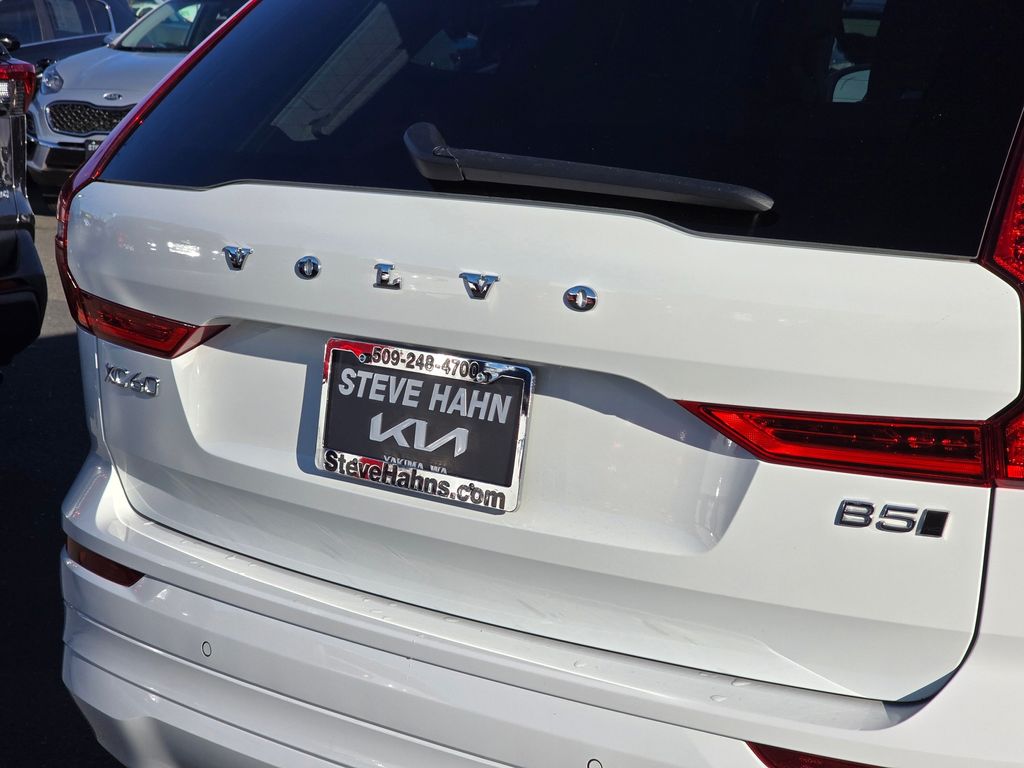 VOLVO
XC60
509-248-4700
STEVE HAHN
KIA
YAKIMA, WA
SteveHahns.com
B5